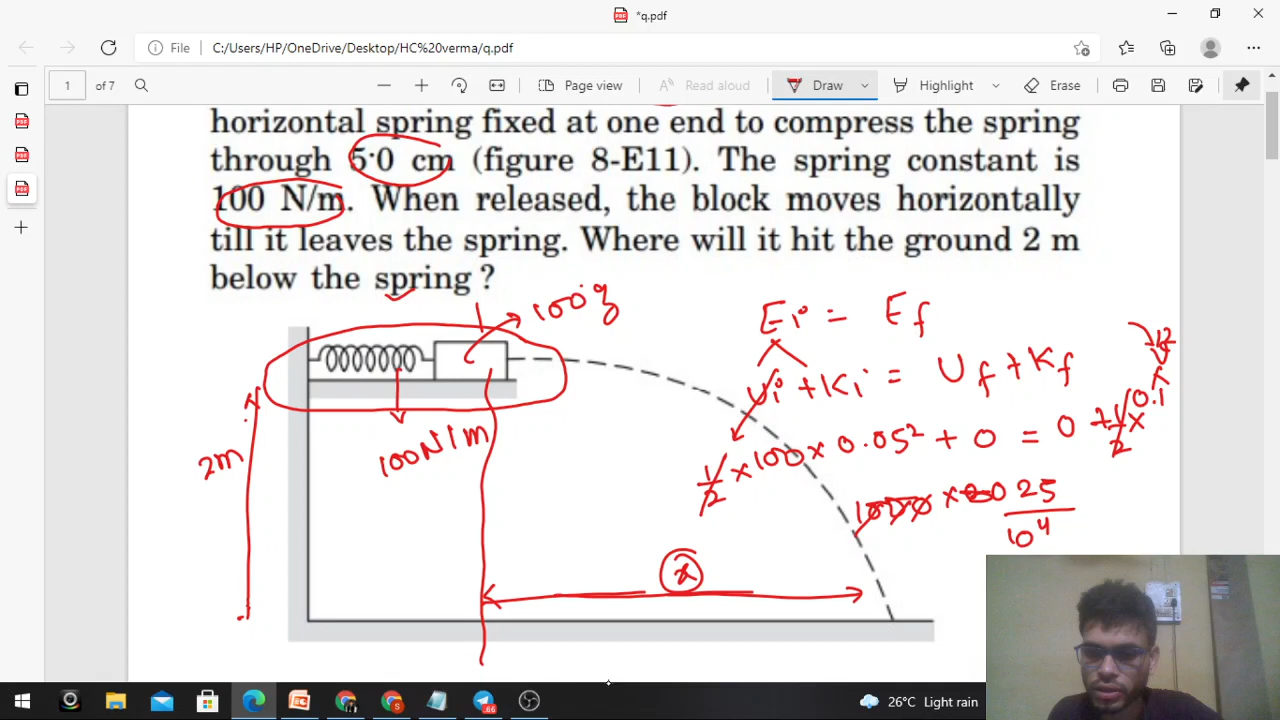 *q.pdf
File C:/Users/HP/OneDrive/Desktop/HC%20verma/q.pdf
1 of 7 Page view Read aloud Draw Highlight Erase
horizontal spring fixed at one end to compress the spring
through 5·0 cm (figure 8-E11). The spring constant is
100 N/m. When released, the block moves horizontally
till it leaves the spring. Where will it hit the ground 2 m
below the spring ?
100g
Ei = Ef
Ui + Ki = Uf + Kf
100N/m
2m
1/2 × 100 × 0.05² + 0 = 0 + 1/2 × 0.1
25
10⁴
x
26°C Light rain